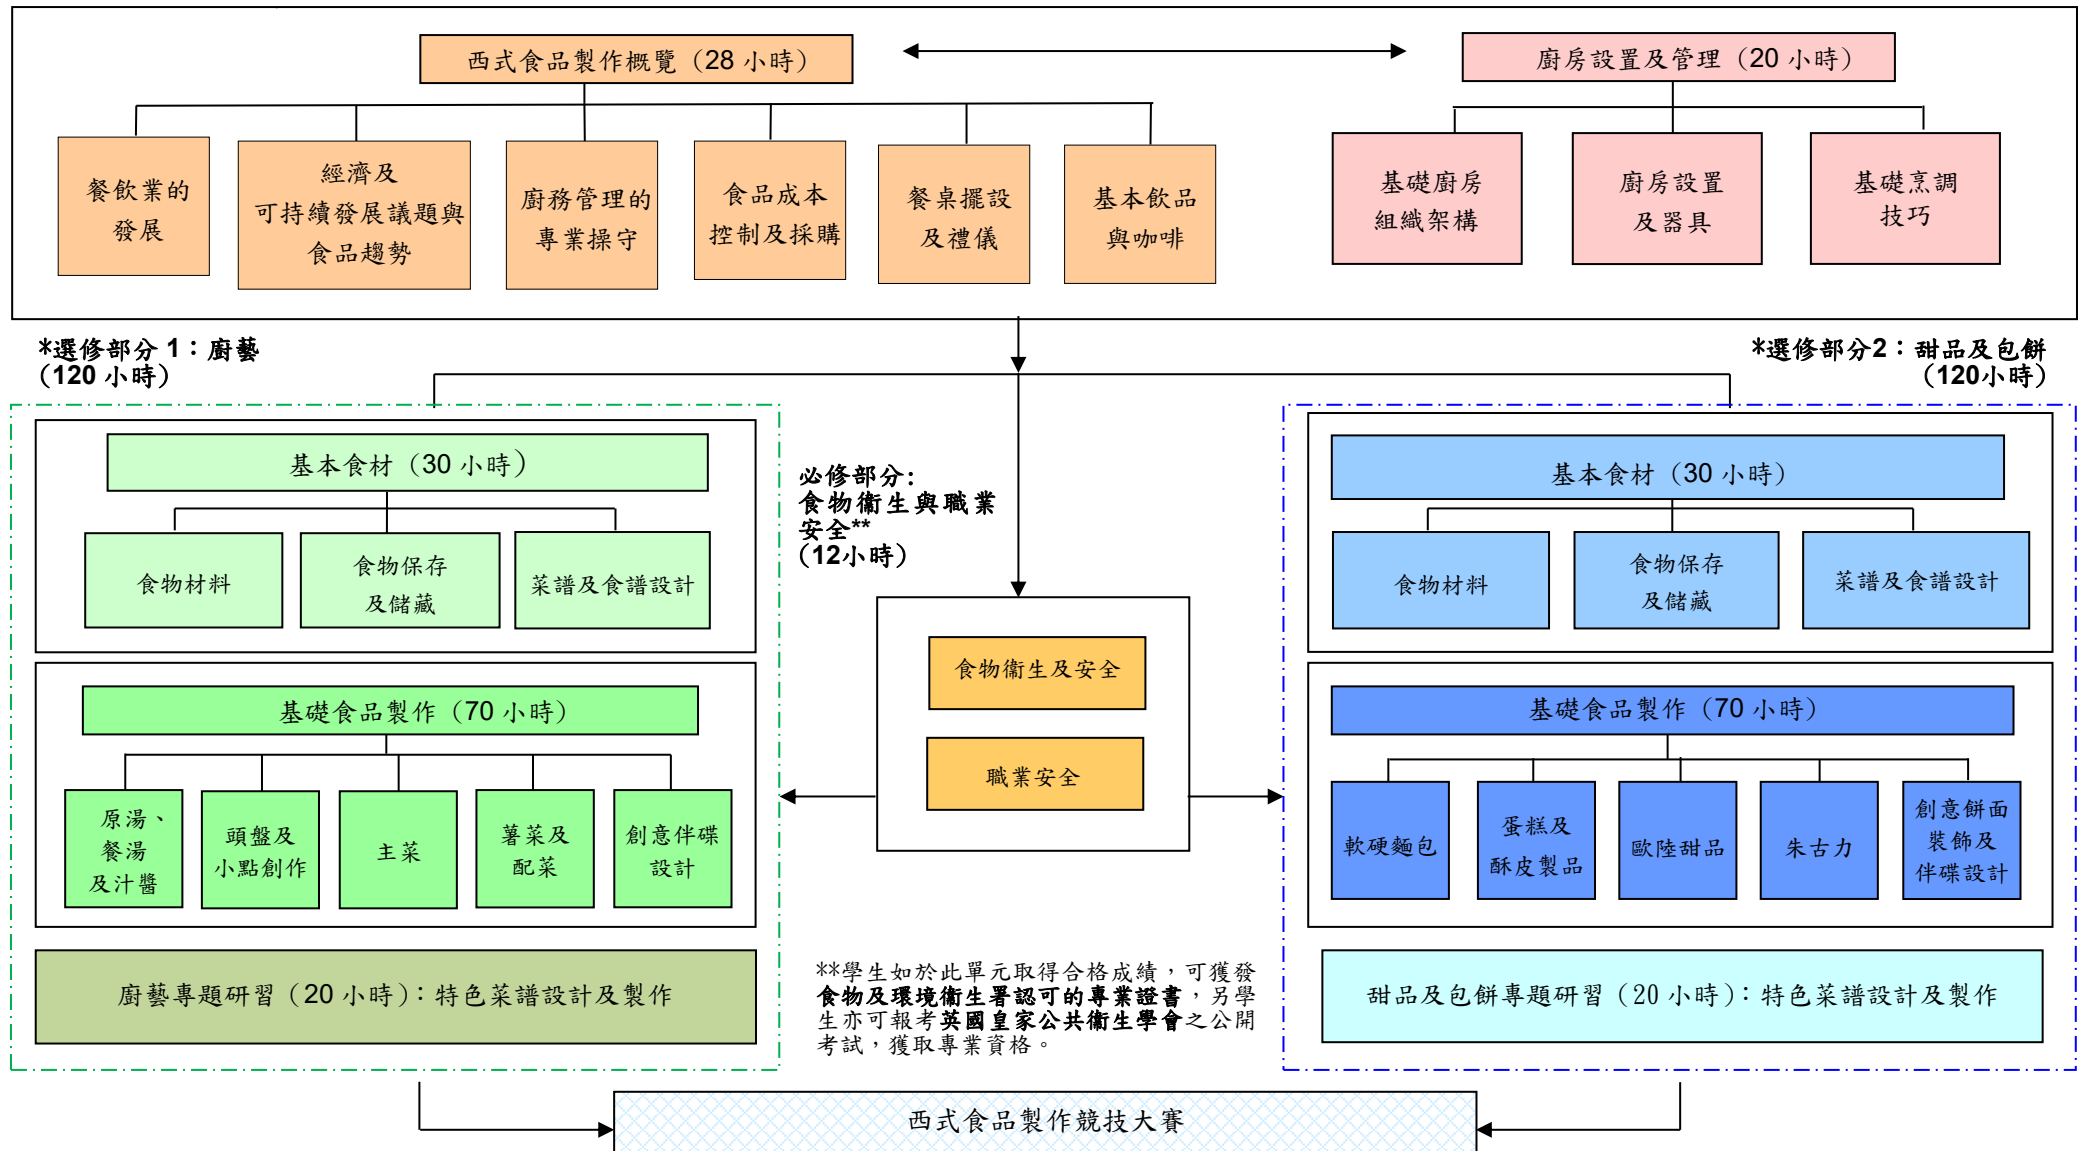 西式食品製作概覽（28 小時）
廚房設置及管理（20 小時）
餐飲業的
發展
經濟及
可持續發展議題與
食品趨勢
廚務管理的
專業操守
食品成本
控制及採購
餐桌擺設
及禮儀
基本飲品
與咖啡
基礎廚房
組織架構
廚房設置
及器具
基礎烹調
技巧
*選修部分 1：廚藝
（120 小時）
*選修部分2：甜品及包餅
（120小時）
基本食材（30 小時）
食物材料
食物保存
及儲藏
菜譜及食譜設計
基礎食品製作（70 小時）
原湯、
餐湯
及汁醬
頭盤及
小點創作
主菜
薯菜及
配菜
創意伴碟
設計
廚藝專題研習（20 小時）：特色菜譜設計及製作
必修部分:
食物衞生與職業
安全**
（12小時）
食物衞生及安全
職業安全
**學生如於此單元取得合格成績，可獲發
食物及環境衞生署認可的專業證書，另學
生亦可報考英國皇家公共衞生學會之公開
考試，獲取專業資格。
基本食材（30 小時）
食物材料
食物保存
及儲藏
菜譜及食譜設計
基礎食品製作（70 小時）
軟硬麵包
蛋糕及
酥皮製品
歐陸甜品
朱古力
創意餅面
裝飾及
伴碟設計
甜品及包餅專題研習（20 小時）：特色菜譜設計及製作
西式食品製作競技大賽